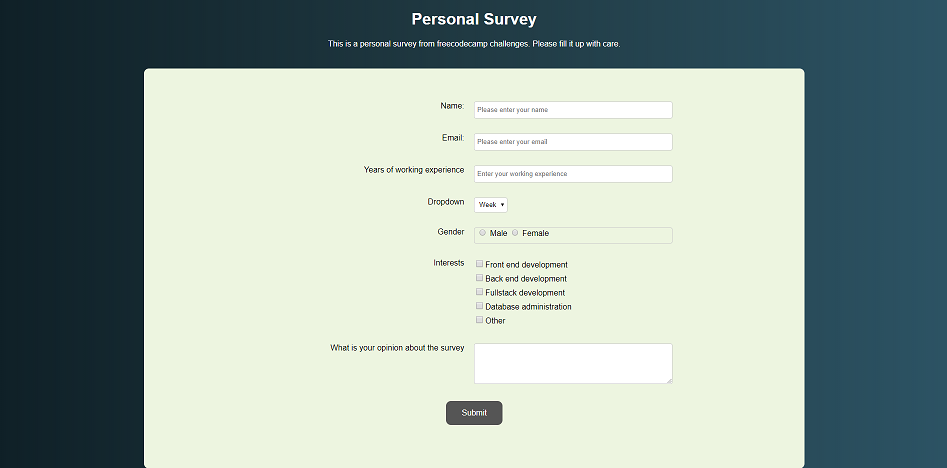 Personal Survey
This is a personal survey from freecodecamp challenges. Please fill it up with care.
Name: Please enter your name
Email: Please enter your email
Years of working experience Enter your working experience
Dropdown Week
Gender Male Female
Interests Front end development
Back end development
Fullstack development
Database administration
Other
What is your opinion about the survey
Submit